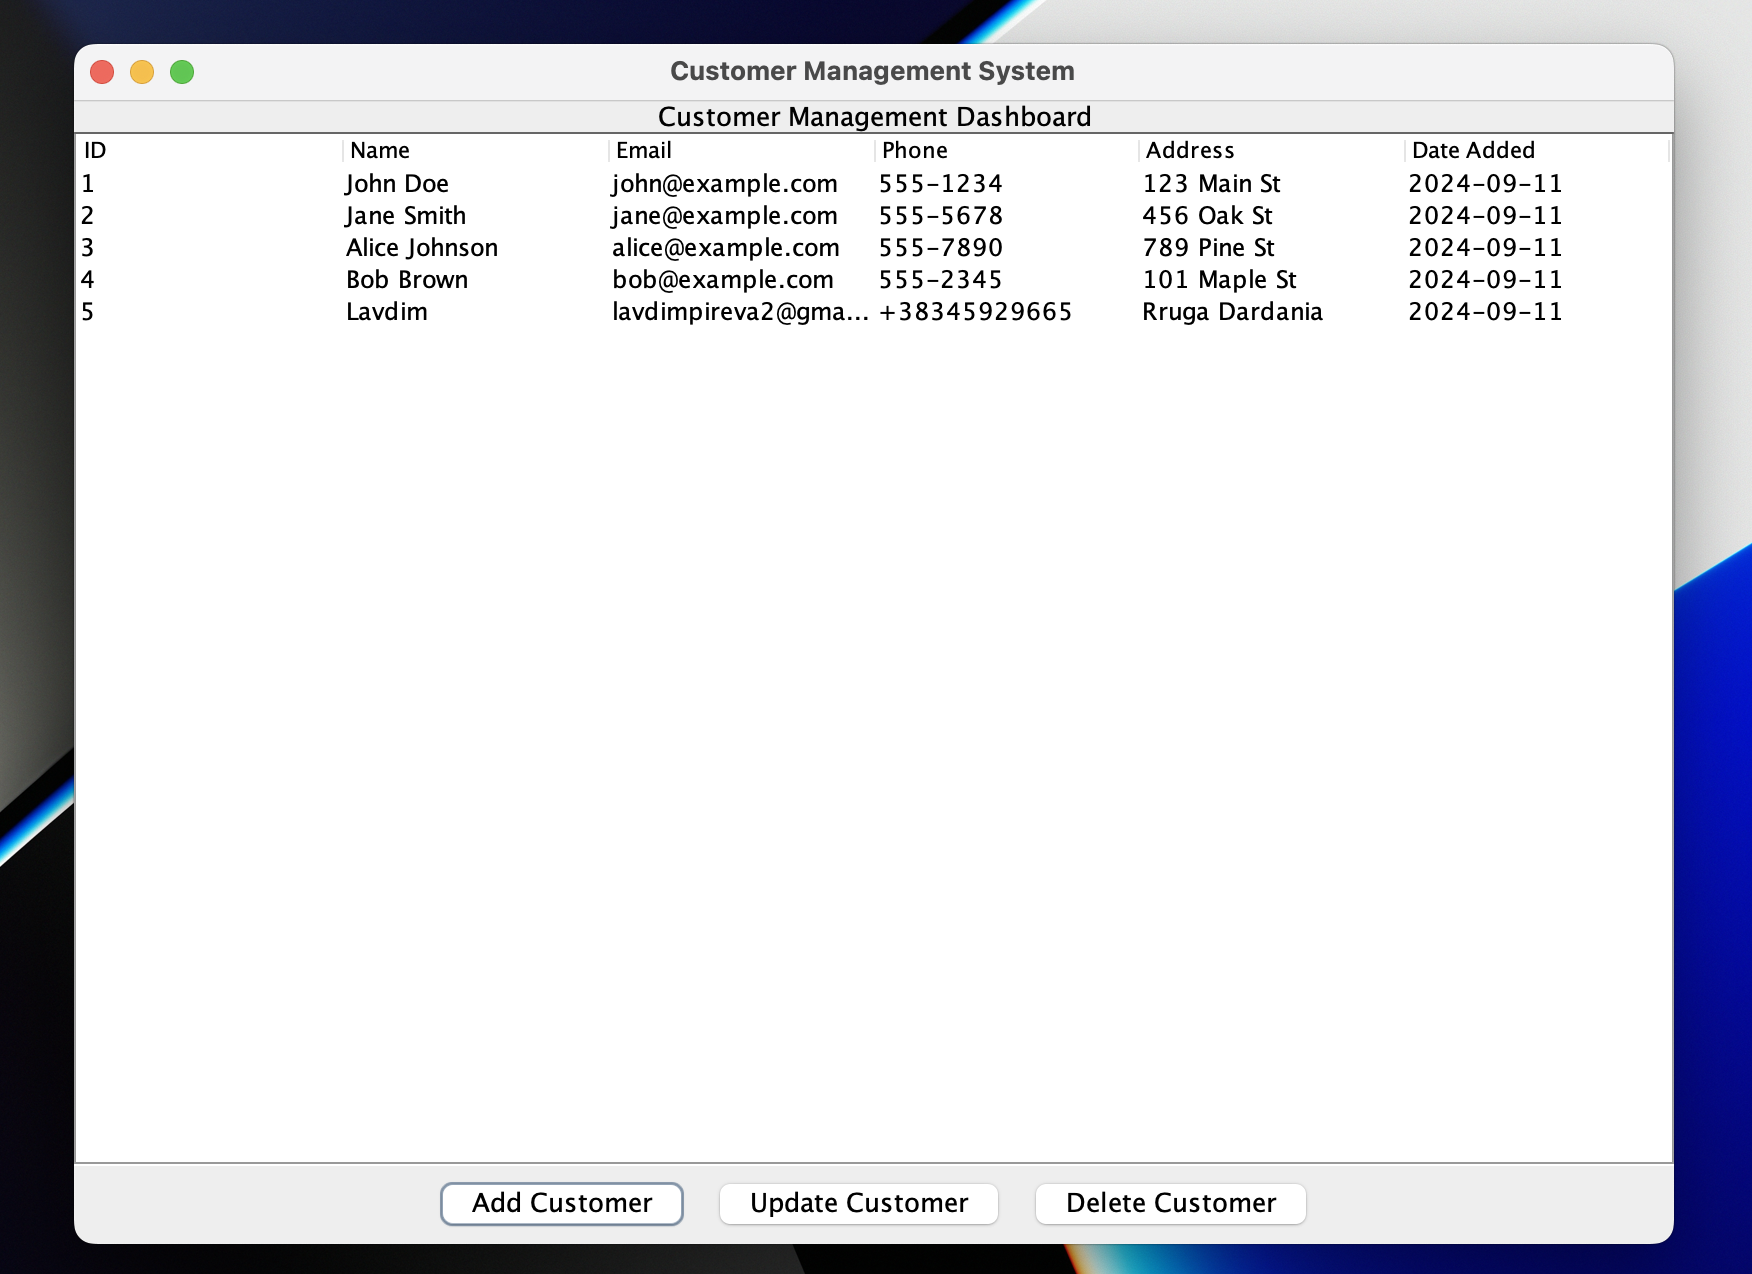 Customer Management System
Customer Management Dashboard
ID Name Email Phone Address Date Added
1 John Doe john@example.com 555-1234 123 Main St 2024-09-11
2 Jane Smith jane@example.com 555-5678 456 Oak St 2024-09-11
3 Alice Johnson alice@example.com 555-7890 789 Pine St 2024-09-11
4 Bob Brown bob@example.com 555-2345 101 Maple St 2024-09-11
5 Lavdim lavdimpireva2@gma... +38345929665 Rruga Dardania 2024-09-11
Add Customer Update Customer Delete Customer